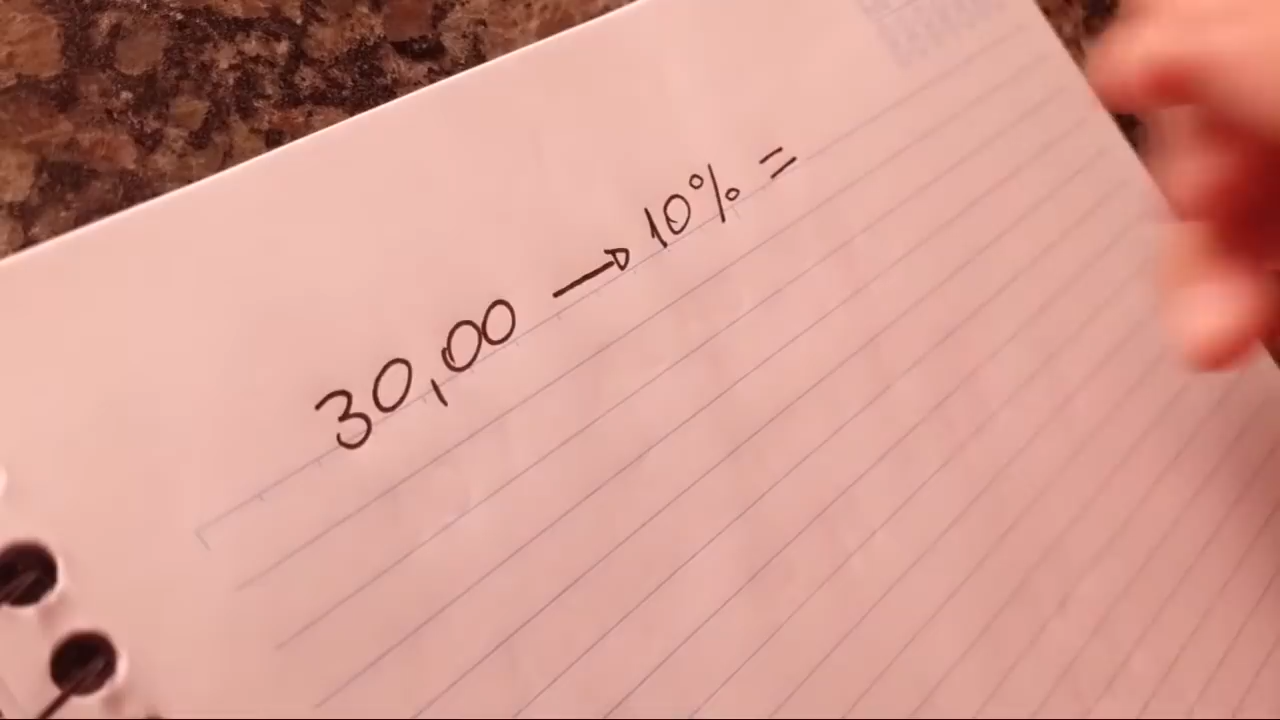 30,00 → 10% =